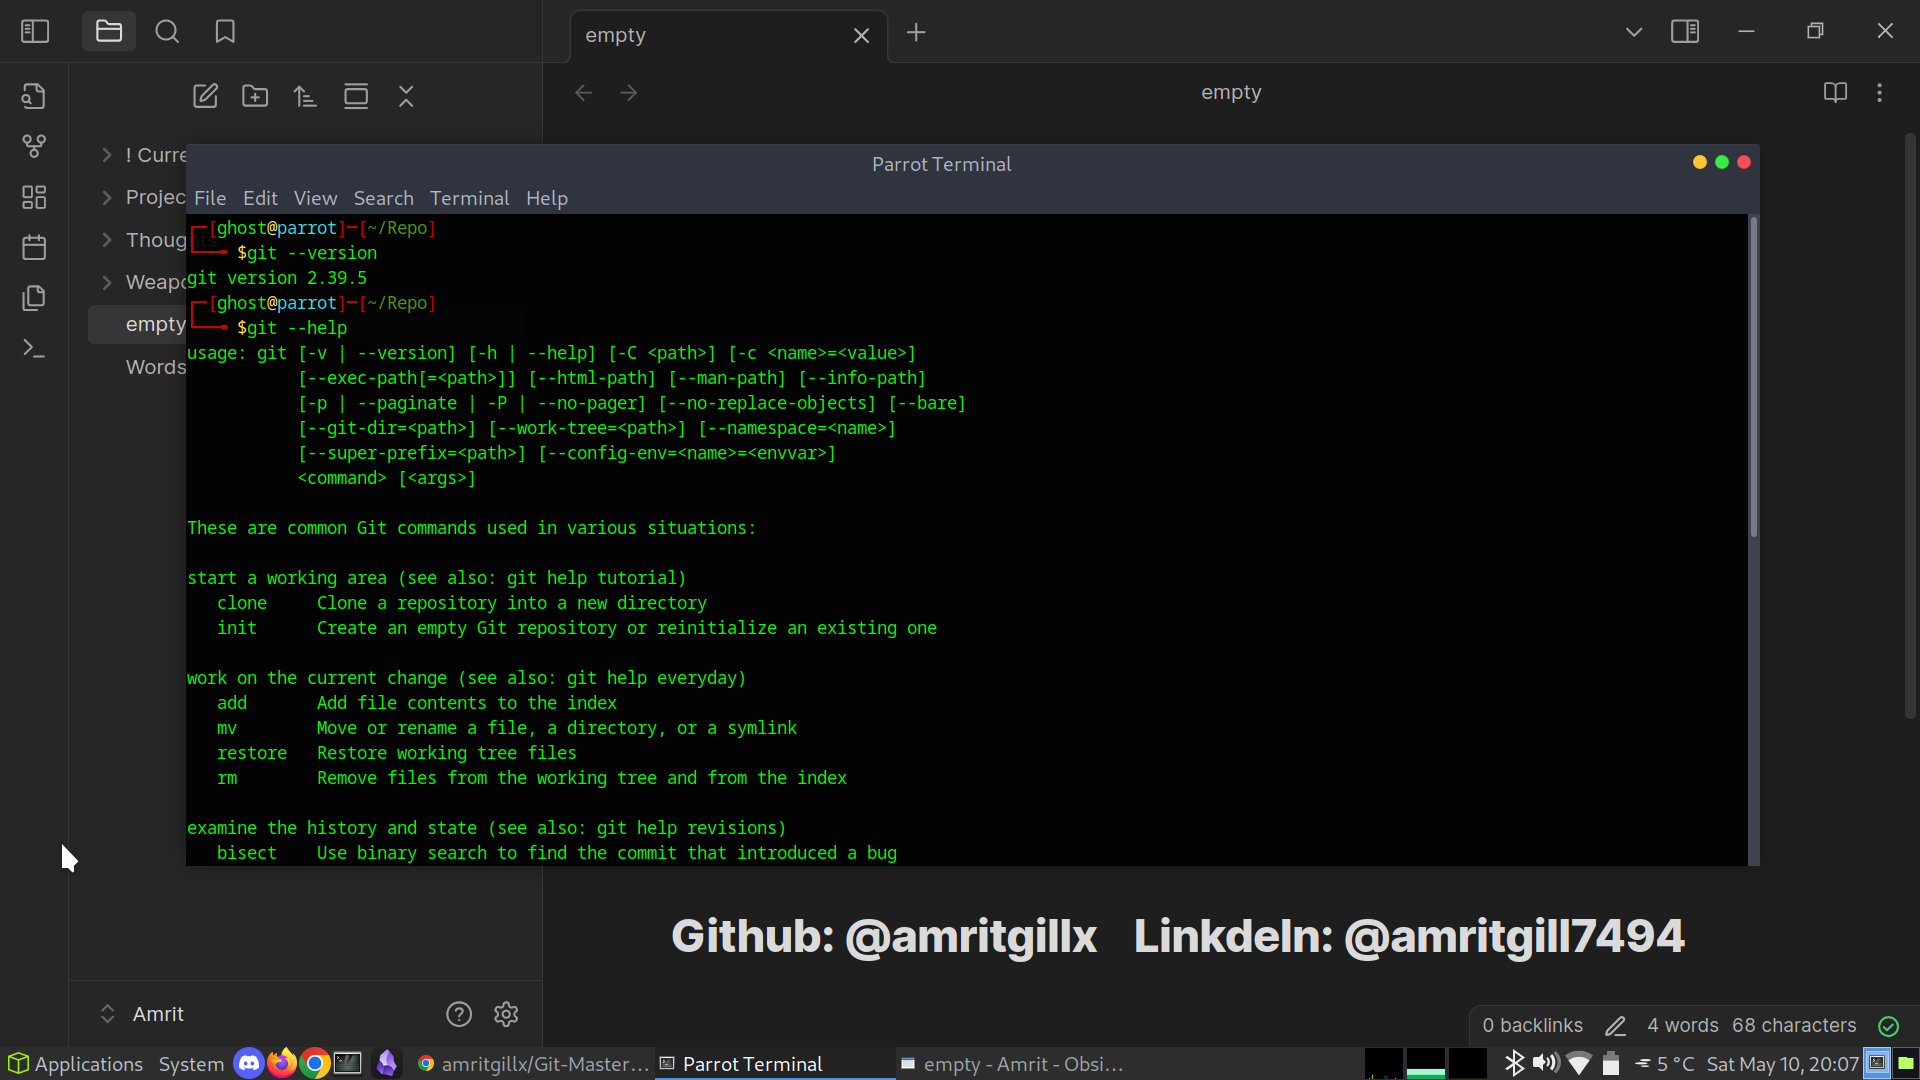 empty
empty
! Curre
Projec
Thoug
Weapo
empty
Words
Parrot Terminal
File Edit View Search Terminal Help
[ghost@parrot]─[~/Repo]
$git --version
git version 2.39.5
[ghost@parrot]─[~/Repo]
$git --help
usage: git [-v | --version] [-h | --help] [-C <path>] [-c <name>=<value>]
[--exec-path[=<path>]] [--html-path] [--man-path] [--info-path]
[-p | --paginate | -P | --no-pager] [--no-replace-objects] [--bare]
[--git-dir=<path>] [--work-tree=<path>] [--namespace=<name>]
[--super-prefix=<path>] [--config-env=<name>=<envvar>]
<command> [<args>]
These are common Git commands used in various situations:
start a working area (see also: git help tutorial)
clone Clone a repository into a new directory
init Create an empty Git repository or reinitialize an existing one
work on the current change (see also: git help everyday)
add Add file contents to the index
mv Move or rename a file, a directory, or a symlink
restore Restore working tree files
rm Remove files from the working tree and from the index
examine the history and state (see also: git help revisions)
bisect Use binary search to find the commit that introduced a bug
Github: @amritgillx Linkdeln: @amritgill7494
Amrit
0 backlinks 4 words 68 characters
Applications System amritgillx/Git-Master... Parrot Terminal empty - Amrit - Obsi... 5 °C Sat May 10, 20:07